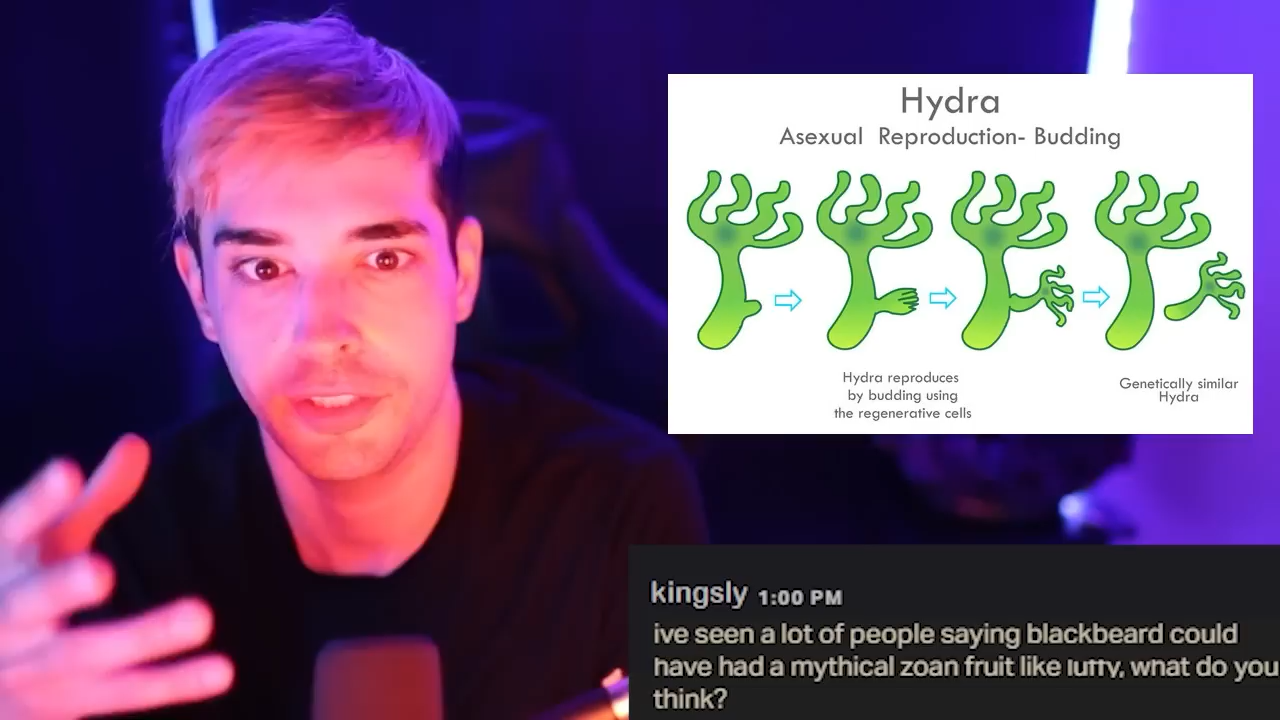 Hydra
Asexual Reproduction- Budding
Hydra reproduces
by budding using
the regenerative cells
Genetically similar
Hydra
kingsly 1:00 PM
ive seen a lot of people saying blackbeard could
have had a mythical zoan fruit like luffy, what do you
think?